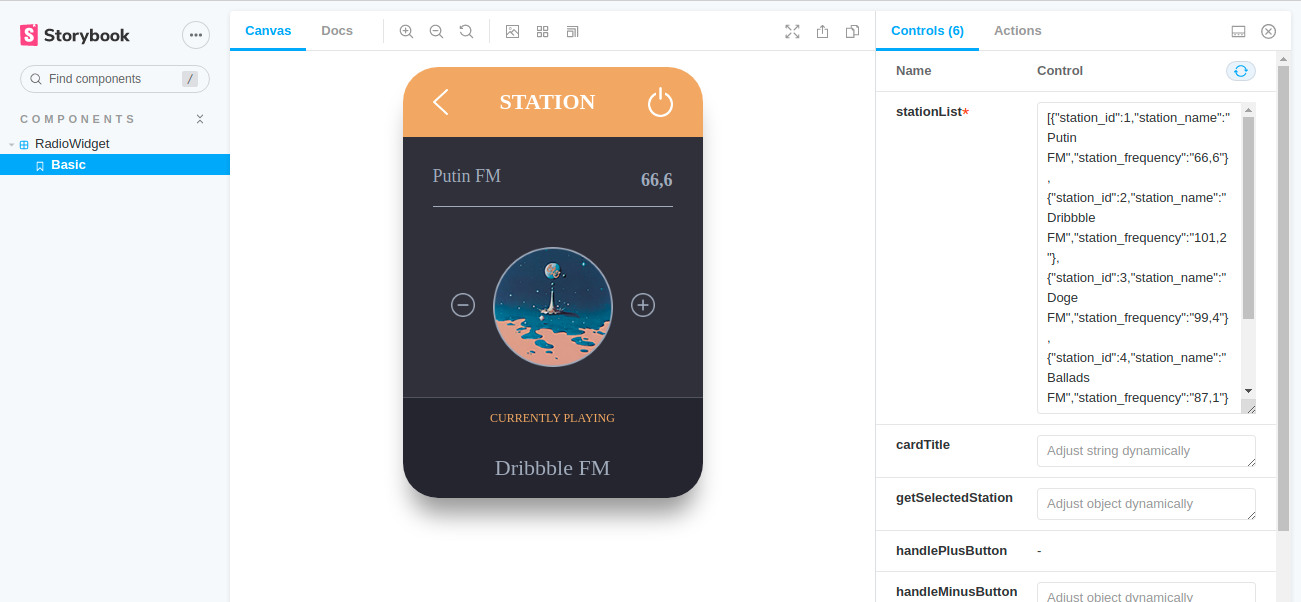 Storybook
Find components /
COMPONENTS
RadioWidget
Basic
Canvas Docs
STATION
Putin FM 66,6
CURRENTLY PLAYING
Dribbble FM
Controls (6) Actions
Name Control
stationList*
[{"station_id":1,"station_name":"
Putin
FM","station_frequency":"66,6"}
,
{"station_id":2,"station_name":"
Dribbble
FM","station_frequency":"101,2
"},
{"station_id":3,"station_name":"
Doge
FM","station_frequency":"99,4"}
,
{"station_id":4,"station_name":"
Ballads
FM","station_frequency":"87,1"}
cardTitle Adjust string dynamically
getSelectedStation Adjust object dynamically
handlePlusButton -
handleMinusButton Adjust object dynamically